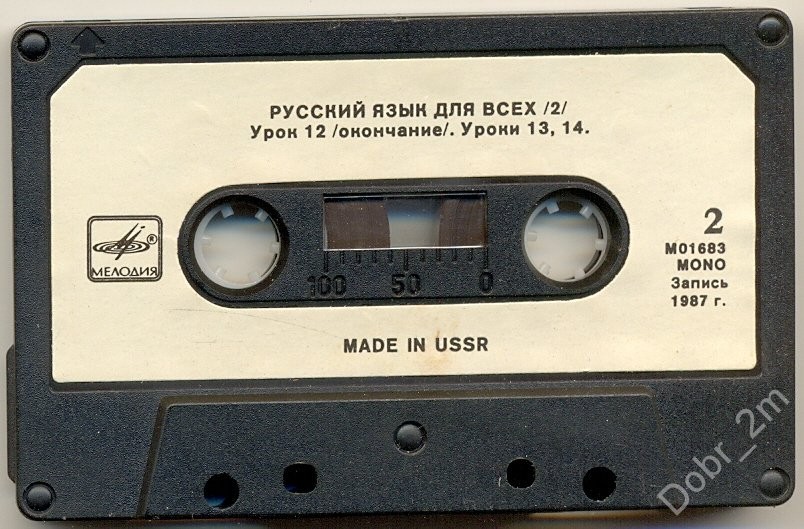 РУССКИЙ ЯЗЫК ДЛЯ ВСЕХ /2/
Урок 12 /окончание/. Уроки 13, 14.
®
МЕЛОДИЯ
100 50 0
2
М01683
MONO
Запись
1987 г.
MADE IN USSR
Dobr_2m